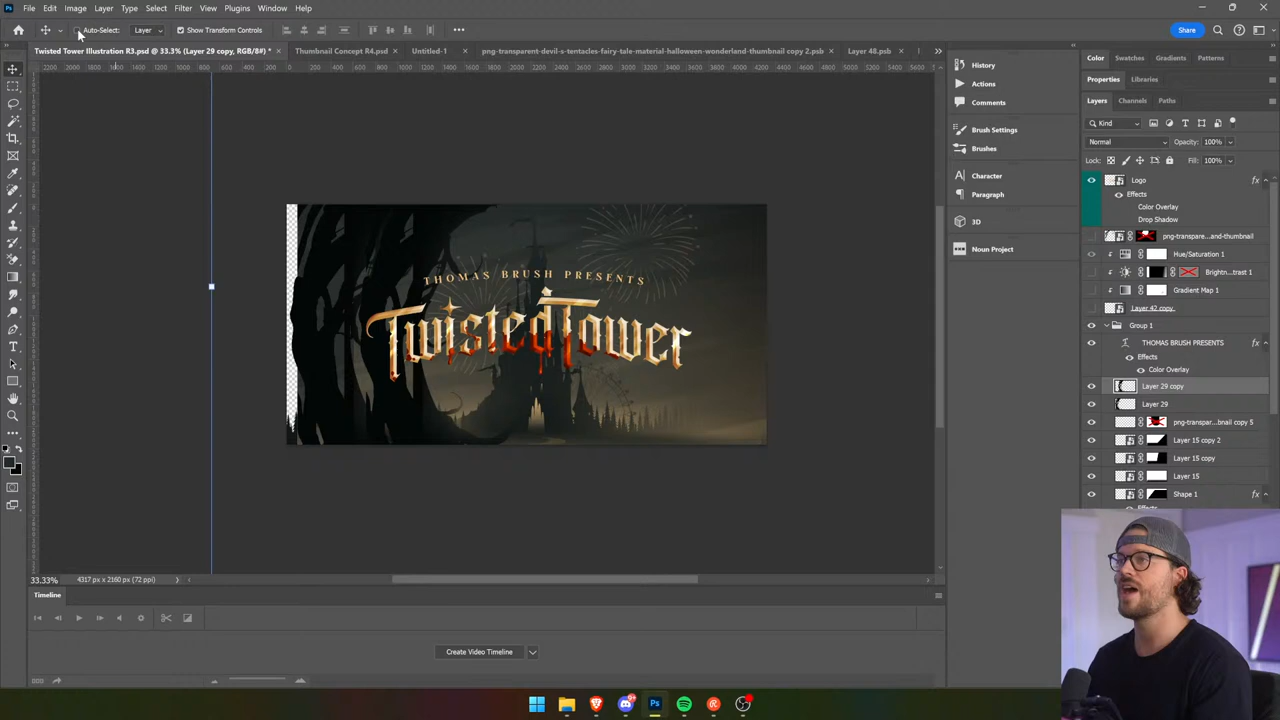 File Edit Image Layer Type Select Filter View Plugins Window Help
Auto-Select: Layer Show Transform Controls Share
Twisted Tower Illustration R3.psd @ 33.3% (Layer 29 copy, RGB/8#) * Thumbnail Concept R4.psd Untitled-1 png-transparent-devil-s-tentacles-fairy-tale-material-halloween-wonderland-thumbnail copy 2.psb Layer 48.psb
History
Actions
Comments
Brush Settings
Brushes
Character
Paragraph
3D
Noun Project
Color Swatches Gradients Patterns
Properties Libraries
Layers Channels Paths
Kind
Normal Opacity: 100%
Lock: Fill: 100%
Logo fx
Effects
Color Overlay
Drop Shadow
png-transpare...and-thumbnail
Hue/Saturation 1
Brightn...trast 1
Gradient Map 1
Layer 42 copy
Group 1
THOMAS BRUSH PRESENTS
Effects
Color Overlay
Layer 29 copy
Layer 29
png-transpar...bnail copy 5
Layer 15 copy 2
Layer 15 copy
Layer 15
Shape 1 fx
THOMAS BRUSH PRESENTS
TwistedTower
33.33% 4317 px x 2160 px (72 ppi)
Timeline
Create Video Timeline
Ps